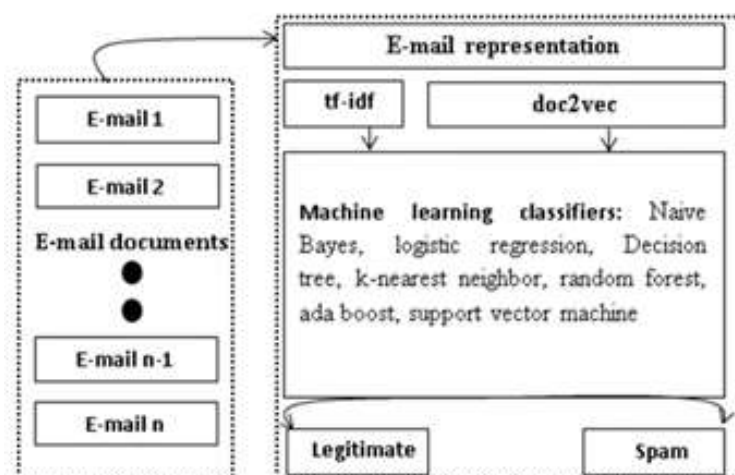 E-mail 1
E-mail 2
E-mail documents
E-mail n-1
E-mail n
E-mail representation
tf-idf
doc2vec
Machine learning classifiers: Naive
Bayes, logistic regression, Decision
tree, k-nearest neighbor, random forest,
ada boost, support vector machine
Legitimate
Spam